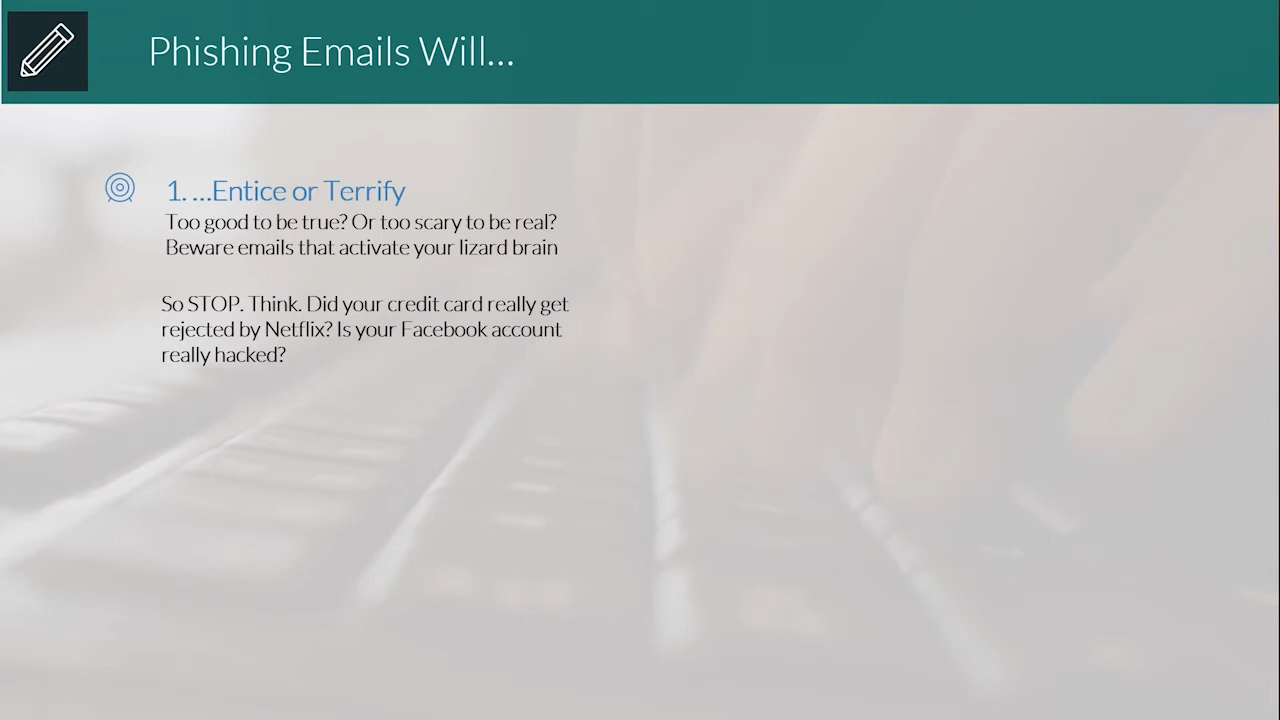 Phishing Emails Will...
1. ...Entice or Terrify
Too good to be true? Or too scary to be real?
Beware emails that activate your lizard brain
So STOP. Think. Did your credit card really get
rejected by Netflix? Is your Facebook account
really hacked?